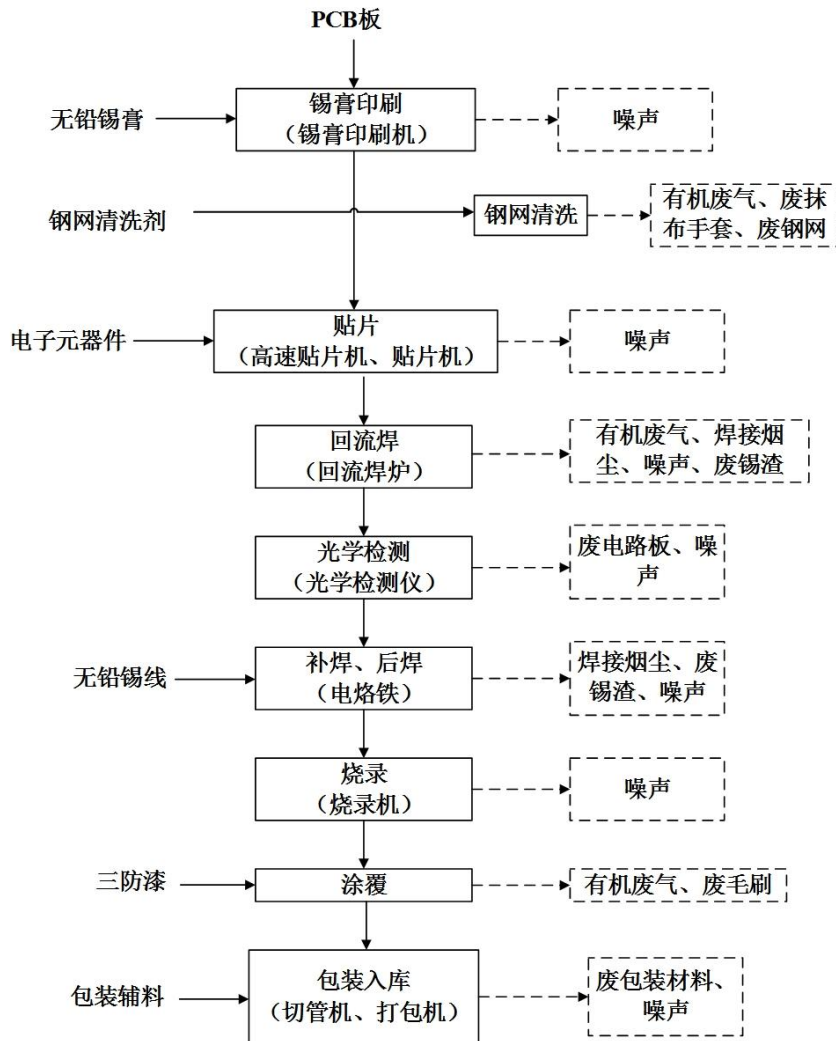 PCB板
无铅锡膏
锡膏印刷
（锡膏印刷机）
噪声
钢网清洗剂
钢网清洗
有机废气、废抹
布手套、废钢网
电子元器件
贴片
（高速贴片机、贴片机）
噪声
回流焊
（回流焊炉）
有机废气、焊接烟
尘、噪声、废锡渣
光学检测
（光学检测仪）
废电路板、噪
声
无铅锡线
补焊、后焊
（电烙铁）
焊接烟尘、废
锡渣、噪声
烧录
（烧录机）
噪声
三防漆
涂覆
有机废气、废毛刷
包装辅料
包装入库
（切管机、打包机）
废包装材料、
噪声